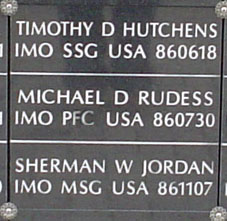 TIMOTHY D HUTCHENS
IMO SSG USA 860618
MICHAEL D RUDESS
IMO PFC USA 860730
SHERMAN W JORDAN
IMO MSG USA 861107